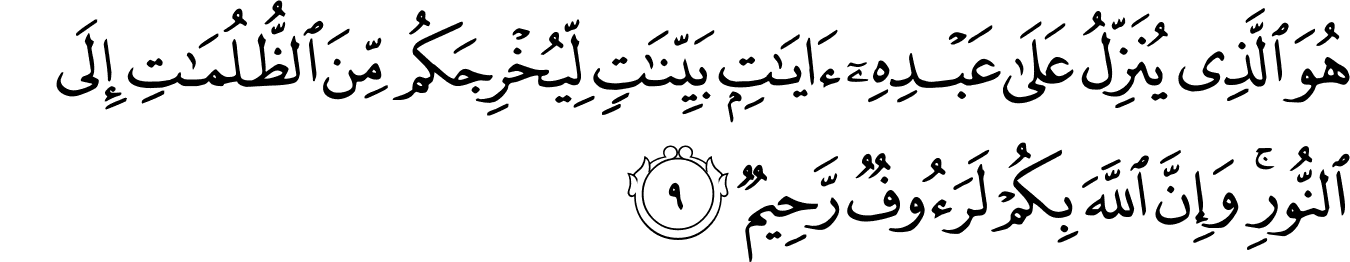 هُوَ ٱلَّذِى يُنَزِّلُ عَلَىٰ عَبْدِهِۦٓ ءَايَـٰتٍۭ بَيِّنَـٰتٍ لِّيُخْرِجَكُم مِّنَ ٱلظُّلُمَـٰتِ إِلَى
ٱلنُّورِ ۚ وَإِنَّ ٱللَّهَ بِكُمْ لَرَءُوفٌ رَّحِيمٌ ٩